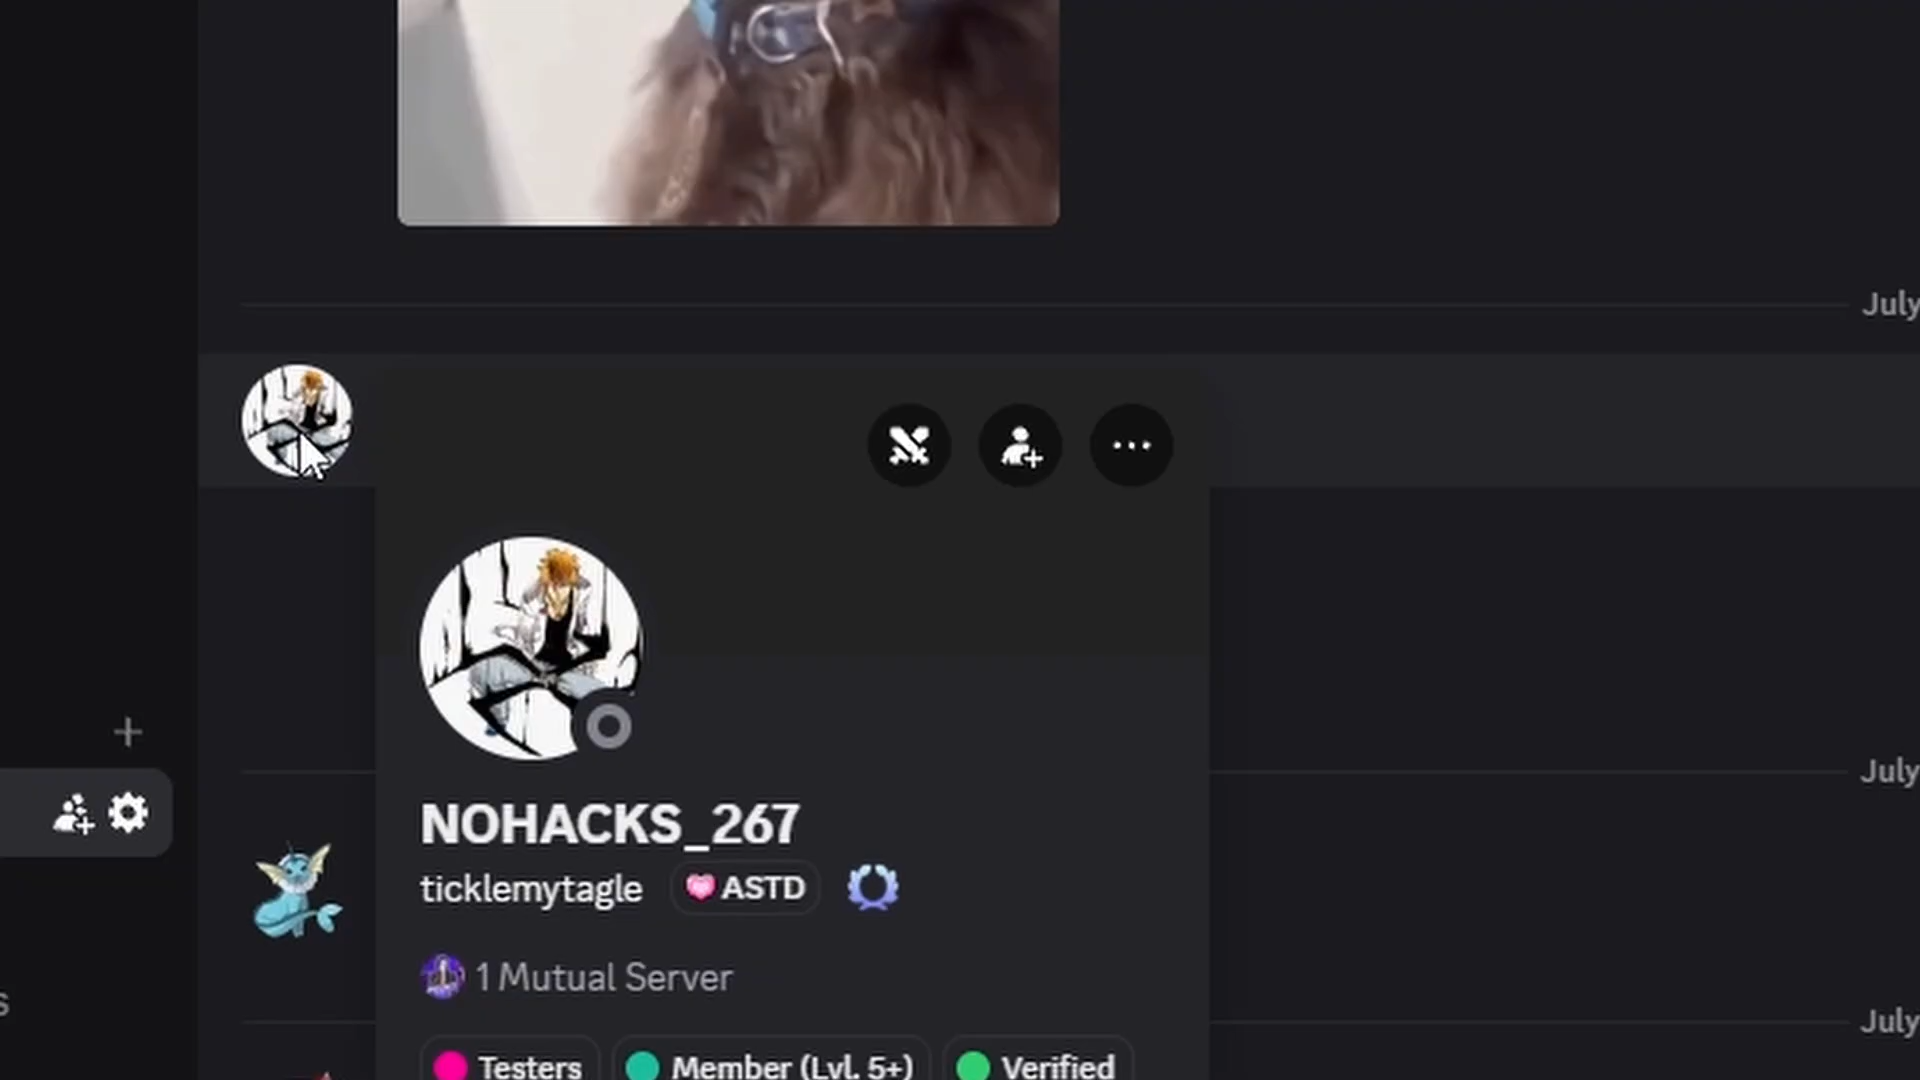 July
NOHACKS_267
ticklemytagle ASTD
July
1 Mutual Server
July
Testers Member (Lvl. 5+) Verified